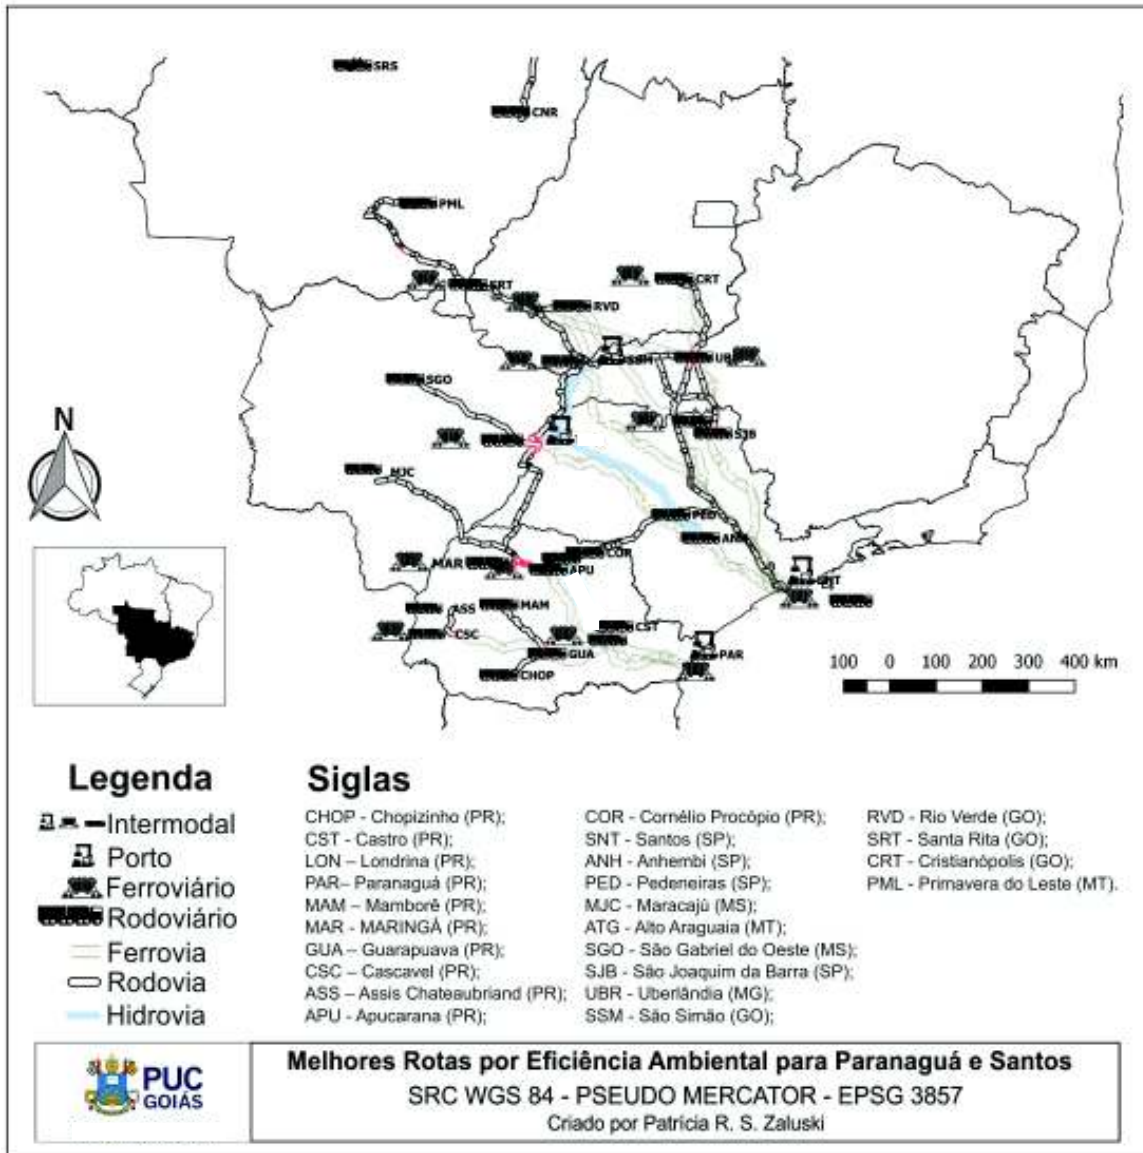 SRS
CNR
PML
SRT
CRT
RVD
SSM
UB
SGO
SJB
N
MJC
PED
ANH
COR
MAR
APU
ASS
MAM
CST
CSC
GUA
PAR
CHOP
100 0 100 200 300 400 km
Legenda
Intermodal
Porto
Ferroviário
Rodoviário
Ferrovia
Rodovia
Hidrovia
Siglas
CHOP - Chopizinho (PR);
CST - Castro (PR);
LON – Londrina (PR);
PAR– Paranaguá (PR);
MAM – Mamborê (PR);
MAR - MARINGÁ (PR);
GUA – Guarapuava (PR);
CSC – Cascavel (PR);
ASS – Assis Chateaubriand (PR);
APU - Apucarana (PR);
COR - Cornélio Procópio (PR);
SNT - Santos (SP);
ANH - Anhembi (SP);
PED - Pedeneiras (SP);
MJC - Maracajú (MS);
ATG - Alto Araguaia (MT);
SGO - São Gabriel do Oeste (MS);
SJB - São Joaquim da Barra (SP);
UBR - Uberlândia (MG);
SSM - São Simão (GO);
RVD - Rio Verde (GO);
SRT - Santa Rita (GO);
CRT - Cristianópolis (GO);
PML - Primavera do Leste (MT).
PUC
GOIÁS
Melhores Rotas por Eficiência Ambiental para Paranaguá e Santos
SRC WGS 84 - PSEUDO MERCATOR - EPSG 3857
Criado por Patrícia R. S. Zaluski